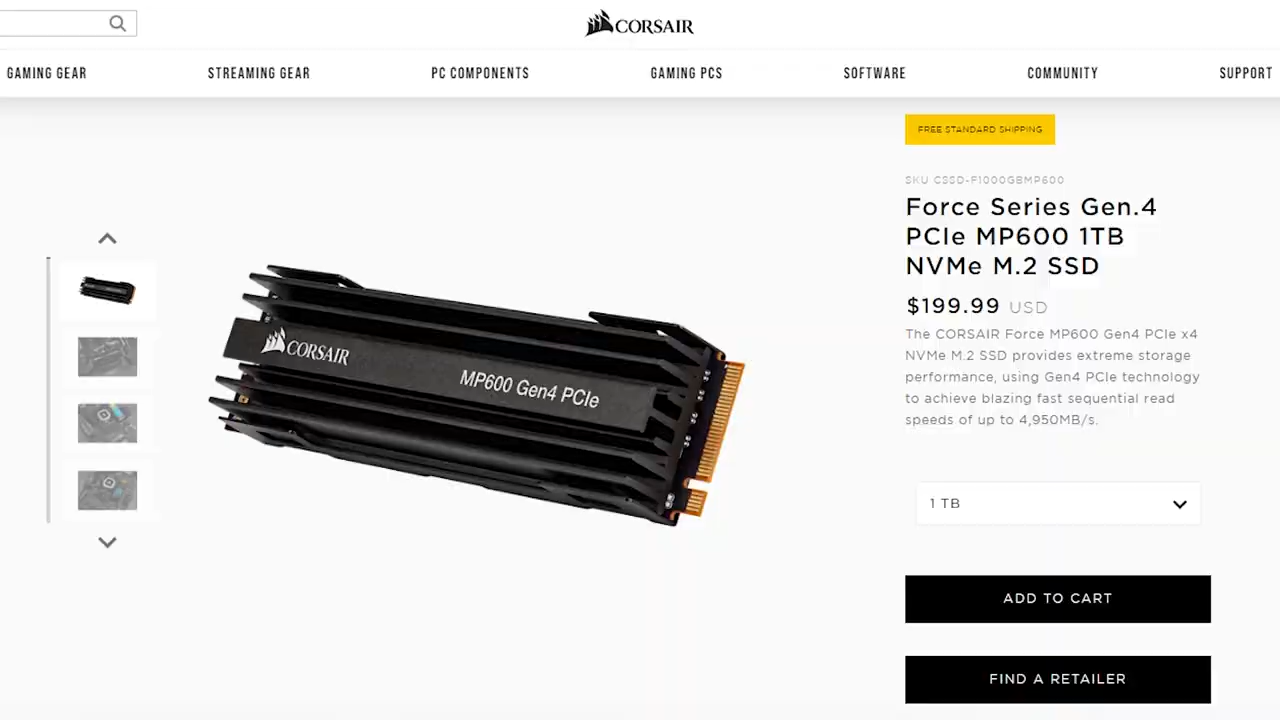 CORSAIR
GAMING GEAR
STREAMING GEAR
PC COMPONENTS
GAMING PCS
SOFTWARE
COMMUNITY
SUPPORT
FREE STANDARD SHIPPING
SKU CSSD-F1000GBMP600
Force Series Gen.4
PCIe MP600 1TB
NVMe M.2 SSD
$199.99 USD
The CORSAIR Force MP600 Gen4 PCIe x4
NVMe M.2 SSD provides extreme storage
performance, using Gen4 PCIe technology
to achieve blazing fast sequential read
speeds of up to 4,950MB/s.
CORSAIR
MP600 Gen4 PCIe
1 TB
ADD TO CART
FIND A RETAILER